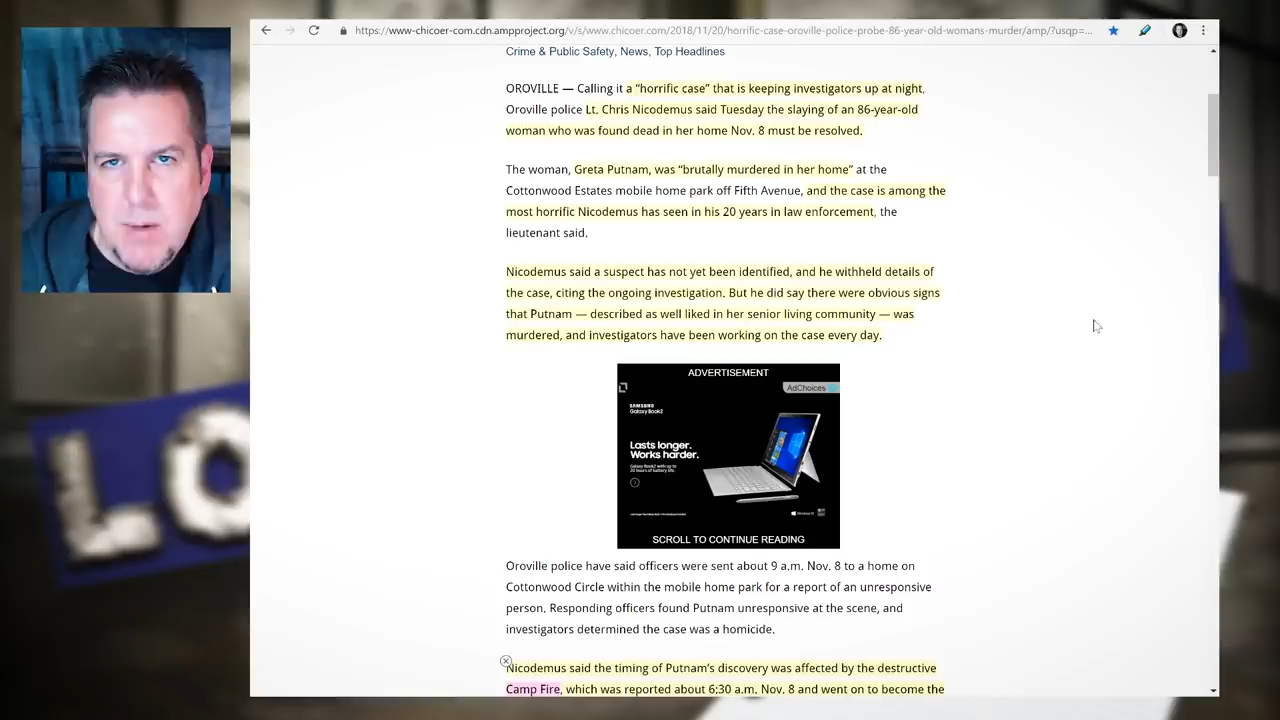 https://www-chicoer-com.cdn.ampproject.org/v/s/www.chicoer.com/2018/11/20/horrific-case-oroville-police-probe-86-year-old-womans-murder/amp/?usqp=...
Crime & Public Safety, News, Top Headlines
OROVILLE — Calling it a “horrific case” that is keeping investigators up at night,
Oroville police Lt. Chris Nicodemus said Tuesday the slaying of an 86-year-old
woman who was found dead in her home Nov. 8 must be resolved.
The woman, Greta Putnam, was “brutally murdered in her home” at the
Cottonwood Estates mobile home park off Fifth Avenue, and the case is among the
most horrific Nicodemus has seen in his 20 years in law enforcement, the
lieutenant said.
Nicodemus said a suspect has not yet been identified, and he withheld details of
the case, citing the ongoing investigation. But he did say there were obvious signs
that Putnam — described as well liked in her senior living community — was
murdered, and investigators have been working on the case every day.
ADVERTISEMENT
AdChoices
SAMSUNG
Galaxy Book2
Lasts longer.
Works harder.
Galaxy Book2 with up to
20 hours of battery life.
Windows 10
SCROLL TO CONTINUE READING
Oroville police have said officers were sent about 9 a.m. Nov. 8 to a home on
Cottonwood Circle within the mobile home park for a report of an unresponsive
person. Responding officers found Putnam unresponsive at the scene, and
investigators determined the case was a homicide.
Nicodemus said the timing of Putnam’s discovery was affected by the destructive
Camp Fire, which was reported about 6:30 a.m. Nov. 8 and went on to become the
LO